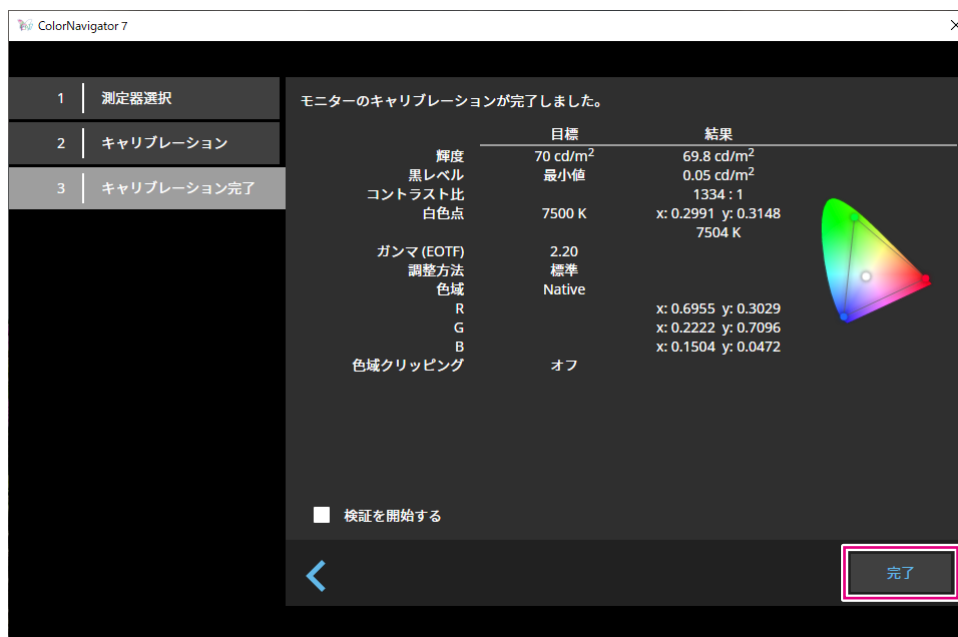 ColorNavigator 7
1 測定器選択
2 キャリブレーション
3 キャリブレーション完了
モニターのキャリブレーションが完了しました。
目標 結果
輝度 70 cd/m² 69.8 cd/m²
黒レベル 最小値 0.05 cd/m²
コントラスト比 1334 : 1
白色点 7500 K x: 0.2991 y: 0.3148
7504 K
ガンマ (EOTF) 2.20
調整方法 標準
色域 Native
R x: 0.6955 y: 0.3029
G x: 0.2222 y: 0.7096
B x: 0.1504 y: 0.0472
色域クリッピング オフ
検証を開始する
完了